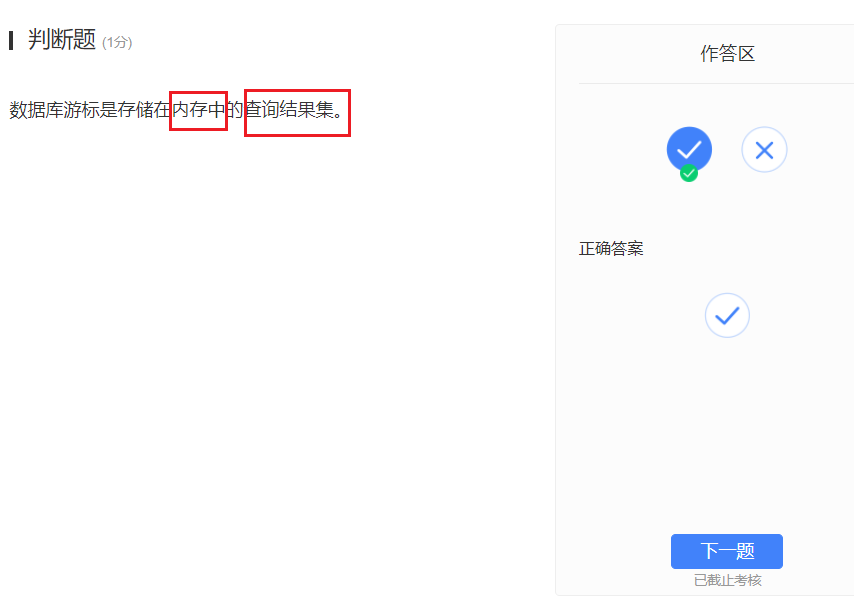 判断题 (1分)
数据库游标是存储在内存中的查询结果集。
作答区
正确答案
下一题
已截止考核